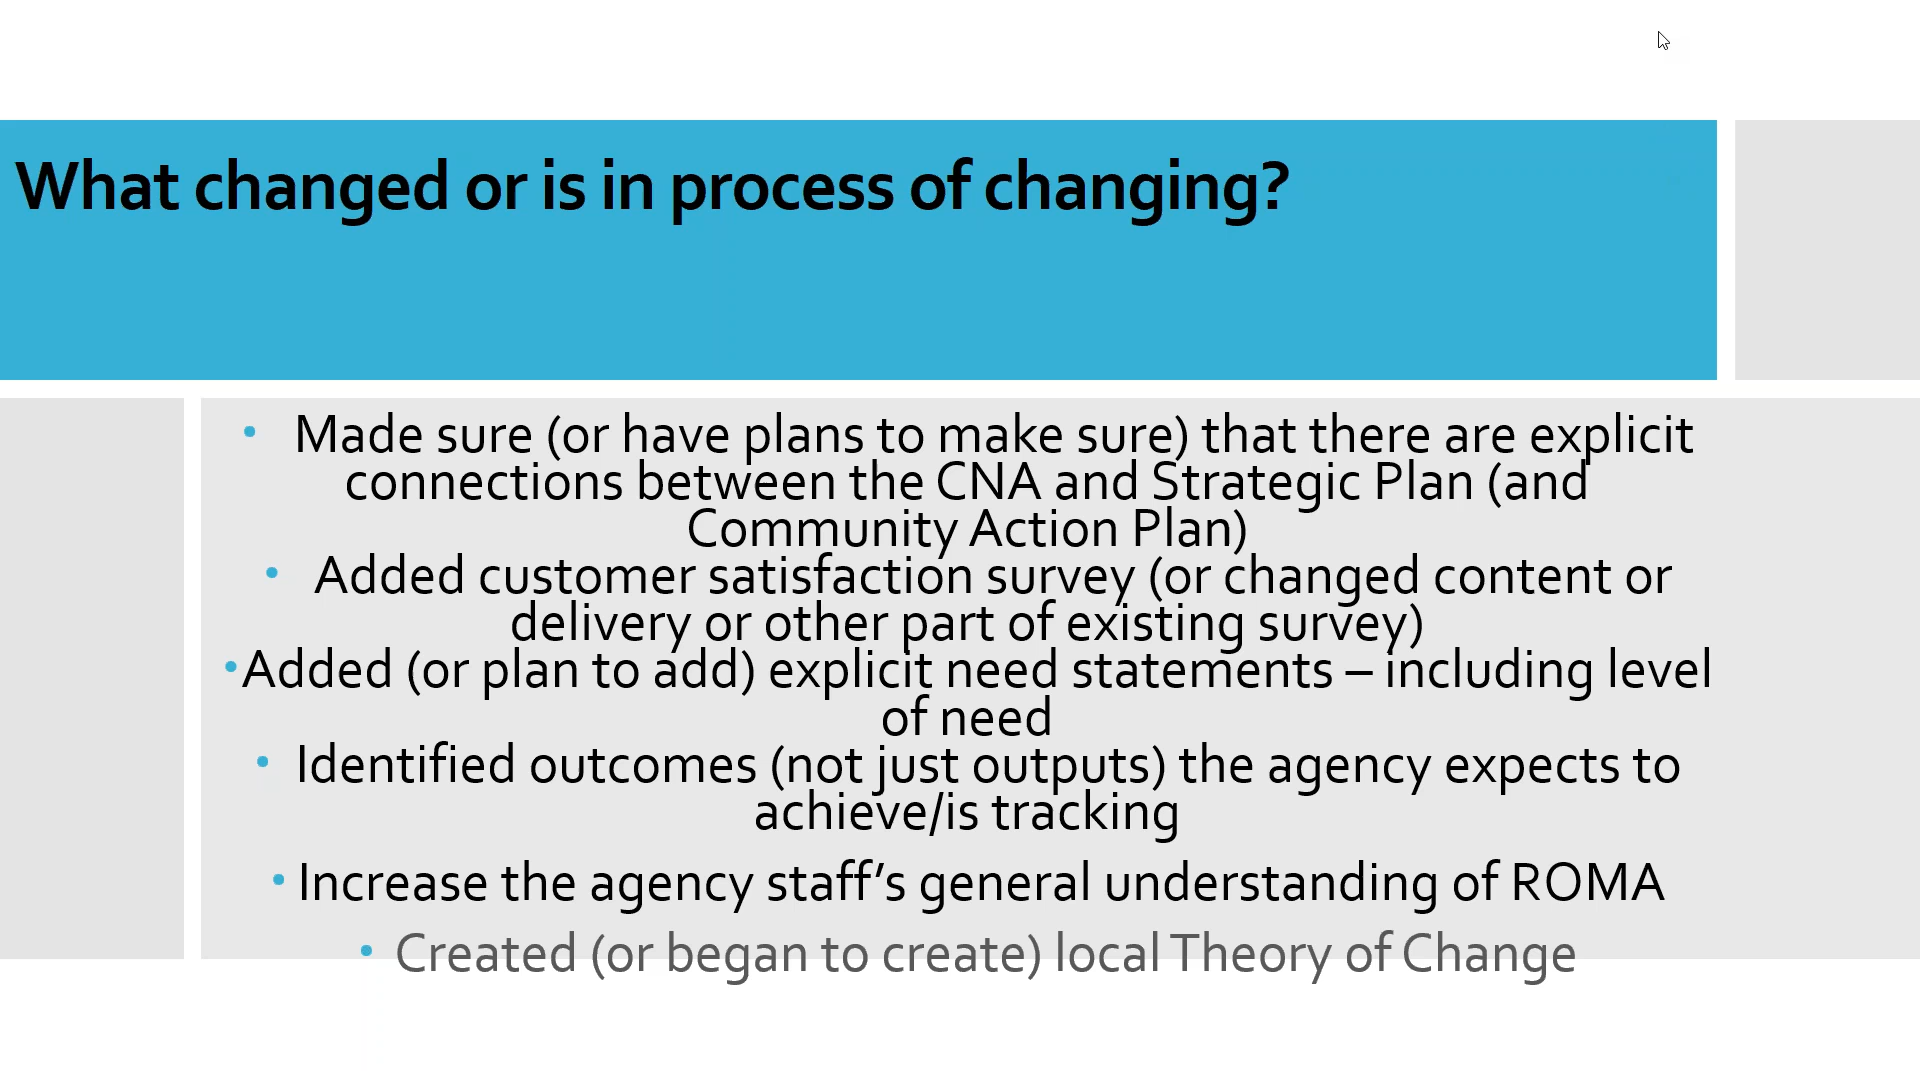 What changed or is in process of changing?
• Made sure (or have plans to make sure) that there are explicit
connections between the CNA and Strategic Plan (and
Community Action Plan)
• Added customer satisfaction survey (or changed content or
delivery or other part of existing survey)
• Added (or plan to add) explicit need statements – including level
of need
• Identified outcomes (not just outputs) the agency expects to
achieve/is tracking
• Increase the agency staff’s general understanding of ROMA
• Created (or began to create) local Theory of Change